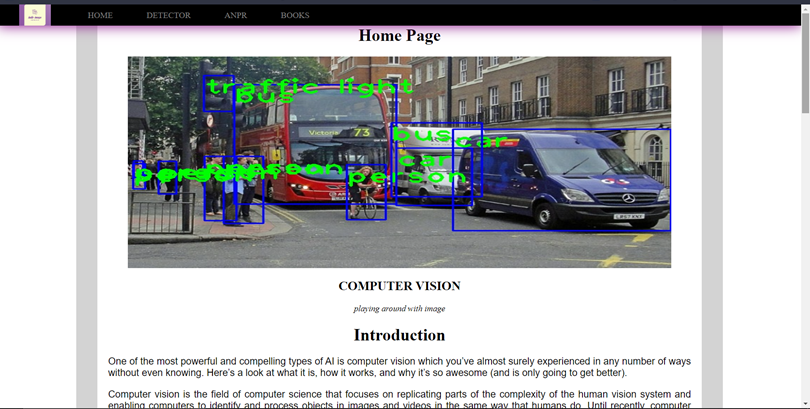 HOME DETECTOR ANPR BOOKS
Home Page
traffic light
bus
Victoria 73
bus
car
car
person
person
COMPUTER VISION
playing around with image
Introduction
One of the most powerful and compelling types of AI is computer vision which you've almost surely experienced in any number of ways
without even knowing. Here's a look at what it is, how it works, and why it's so awesome (and is only going to get better).
Computer vision is the field of computer science that focuses on replicating parts of the complexity of the human vision system and
enabling computers to identify and process objects in images and videos in the same way that humans do. Until recently, computer